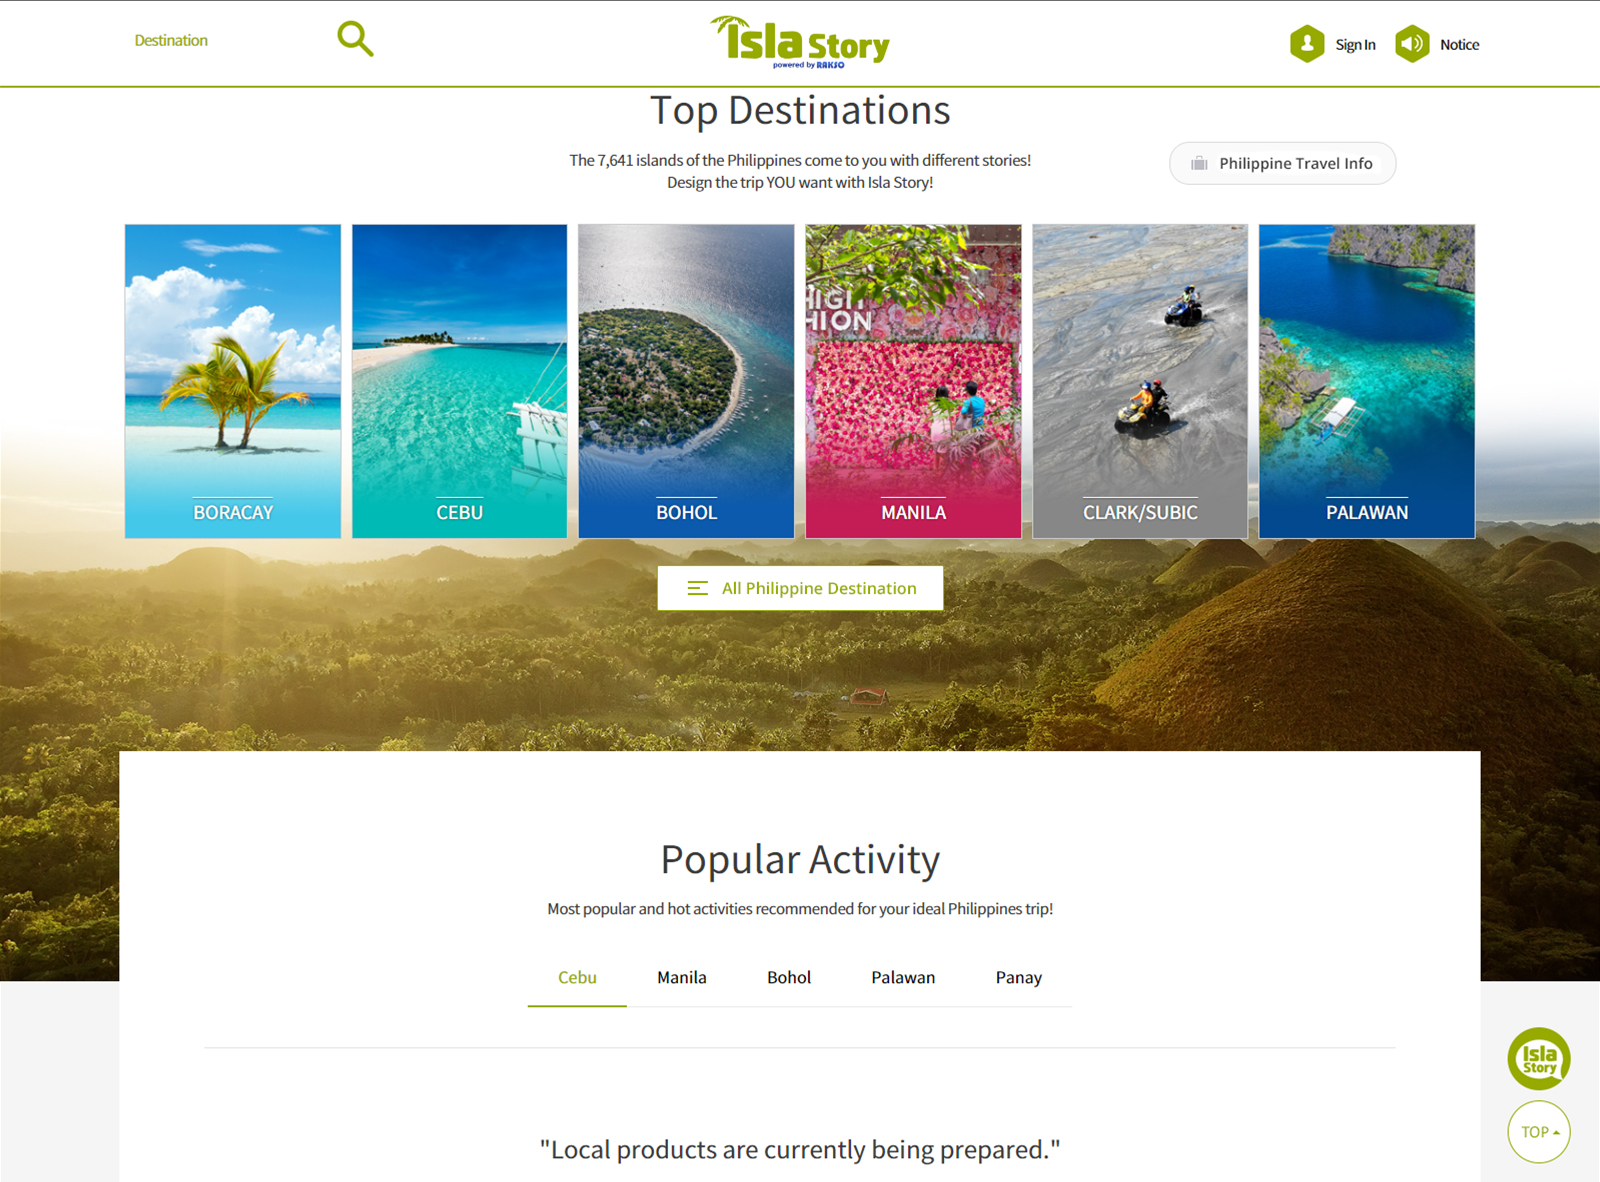 Destination
Isla Story
powered by RAKSO
Sign In
Notice
Top Destinations
The 7,641 islands of the Philippines come to you with different stories!
Design the trip YOU want with Isla Story!
Philippine Travel Info
HIGH
HION
BORACAY
CEBU
BOHOL
MANILA
CLARK/SUBIC
PALAWAN
All Philippine Destination
Popular Activity
Most popular and hot activities recommended for your ideal Philippines trip!
Cebu
Manila
Bohol
Palawan
Panay
"Local products are currently being prepared."
Isla
Story
TOP